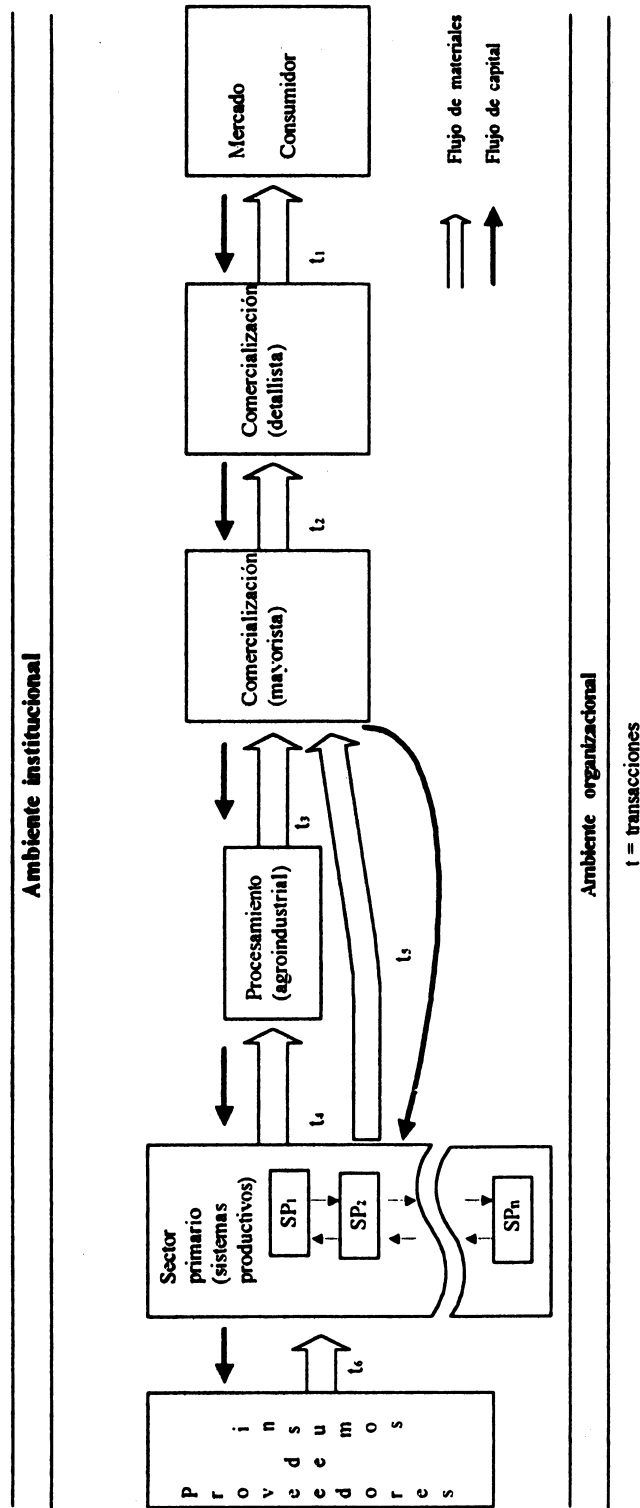 Ambiente institucional
Proveedores
de
insumos
t₆
Sector
primario
(sistemas
productivos)
SP₁
SP₂
SPn
t₄
t₅
Procesamiento
(agroindustrial)
t₃
Comercialización
(mayorista)
t₂
Comercialización
(detallista)
t₁
Mercado
Consumidor
Flujo de materiales
Flujo de capital
Ambiente organizacional
t = transacciones